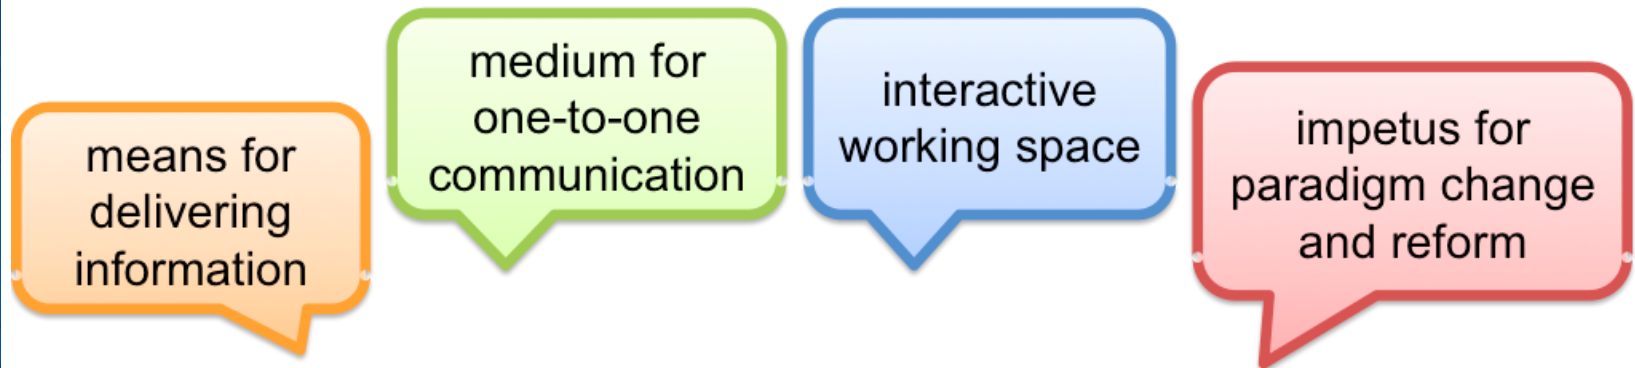 means for
delivering
information
medium for
one-to-one
communication
interactive
working space
impetus for
paradigm change
and reform